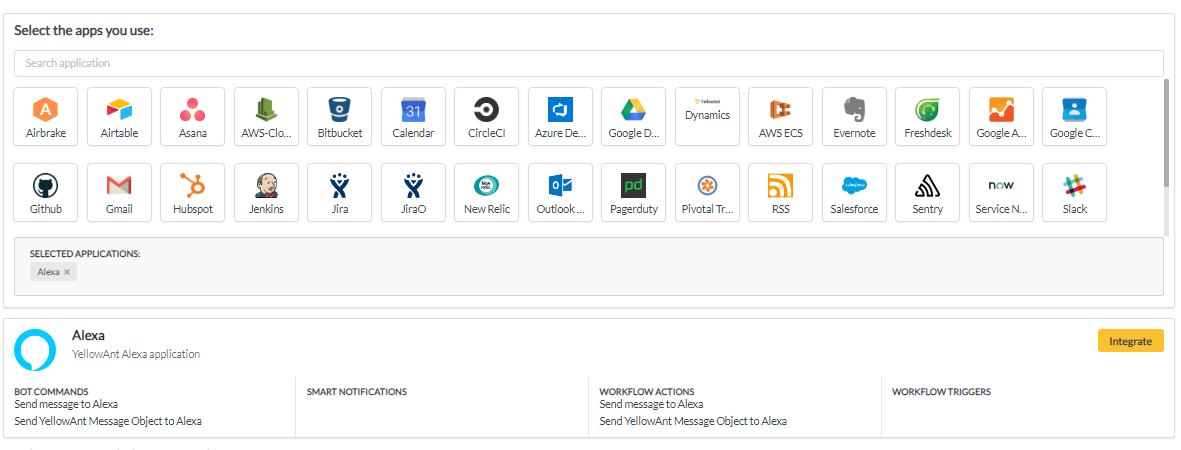 Select the apps you use:
Search application
Airbrake Airtable Asana AWS-Clo... Bitbucket 31 Calendar CircleCI Azure De... Google D... YellowAnt Dynamics AWS ECS Evernote Freshdesk Google A... Google C...
Github Gmail Hubspot Jenkins Jira JiraO New Relic Outlook ... pd Pagerduty Pivotal Tr... RSS salesforce Salesforce Sentry now Service N... Slack
SELECTED APPLICATIONS:
Alexa ×
Alexa
YellowAnt Alexa application
Integrate
BOT COMMANDS
Send message to Alexa
Send YellowAnt Message Object to Alexa
SMART NOTIFICATIONS
WORKFLOW ACTIONS
Send message to Alexa
Send YellowAnt Message Object to Alexa
WORKFLOW TRIGGERS